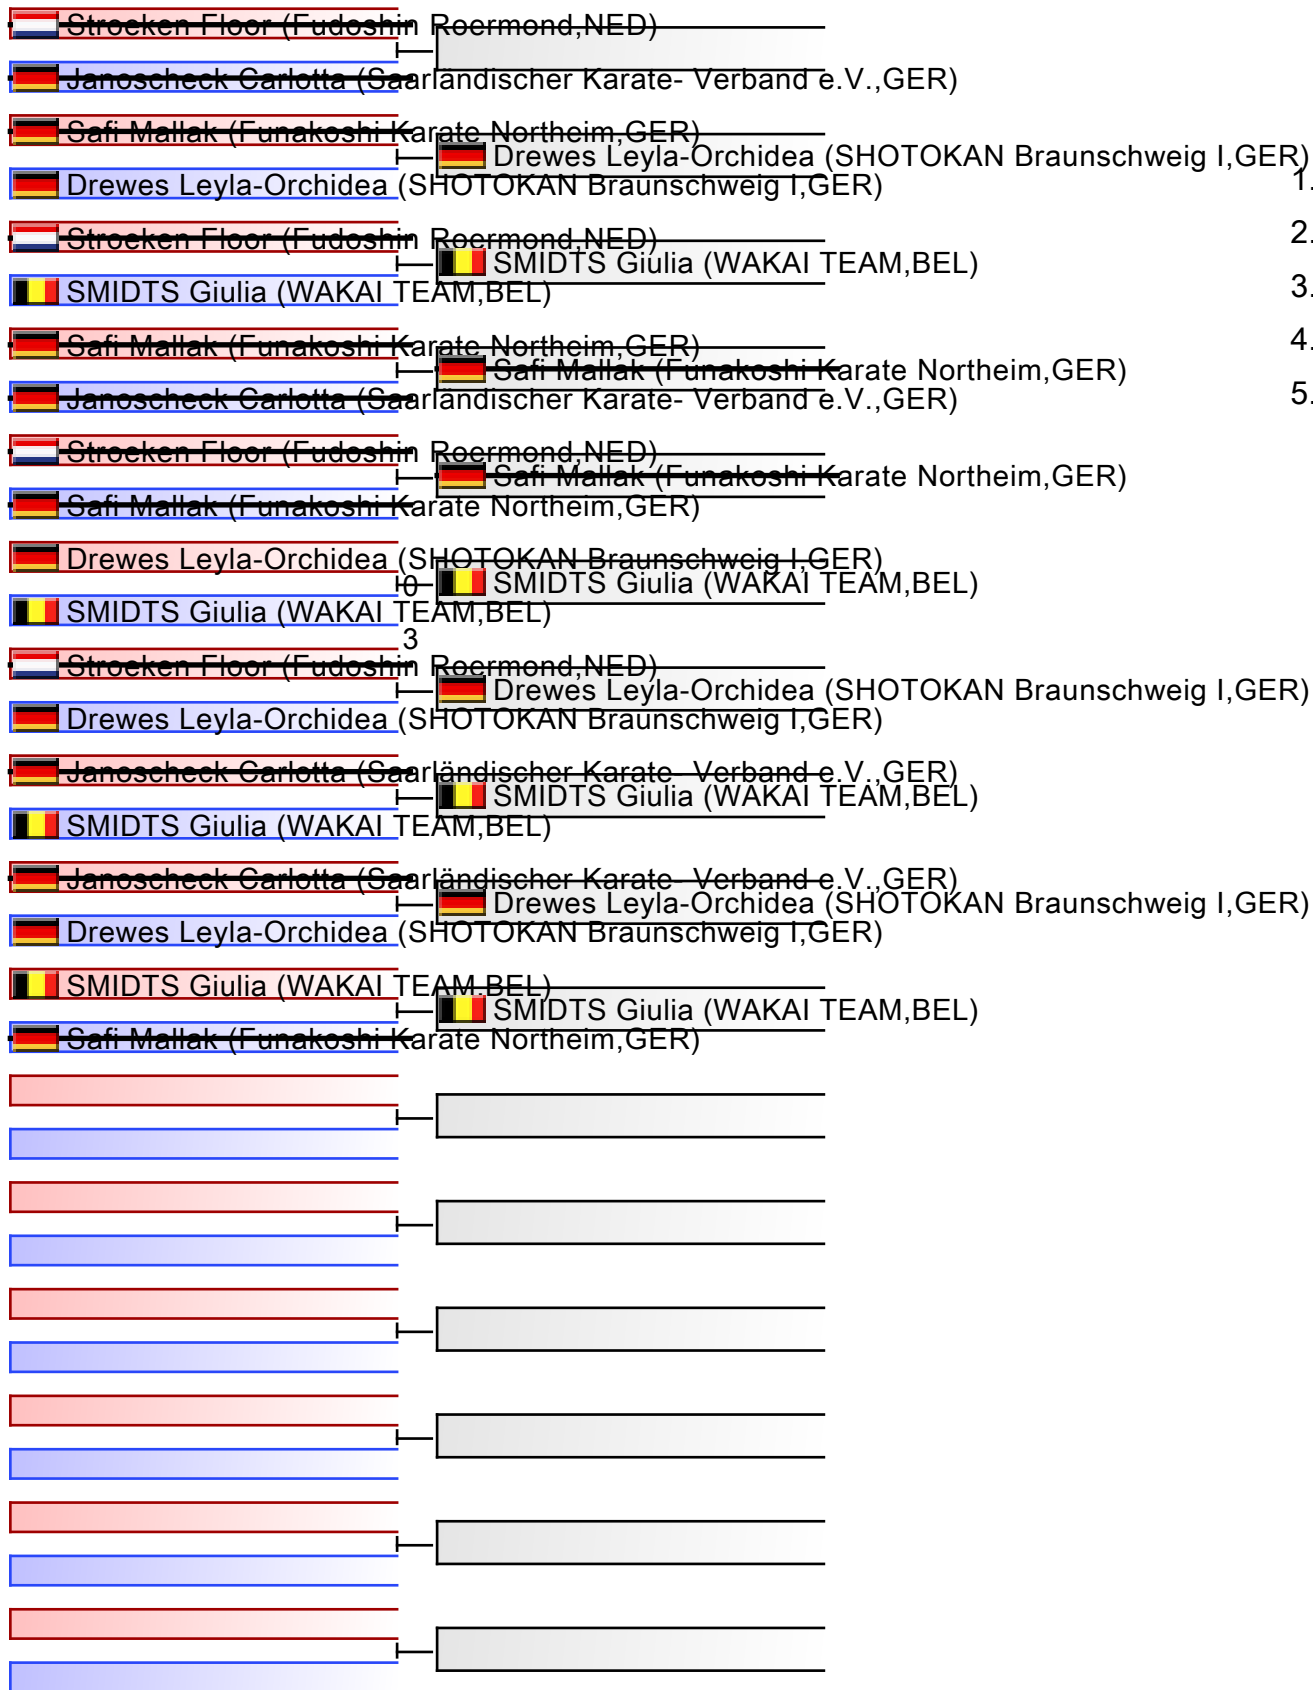 Stroeken Floor (Fudoshin Roermond,NED)
Janoscheck Carlotta (Saarländischer Karate- Verband e.V.,GER)
Safi Mallak (Funakoshi Karate Northeim,GER)
Drewes Leyla-Orchidea (SHOTOKAN Braunschweig I,GER)
Drewes Leyla-Orchidea (SHOTOKAN Braunschweig I,GER)
1.
Stroeken Floor (Fudoshin Roermond,NED)
2.
SMIDTS Giulia (WAKAI TEAM,BEL)
SMIDTS Giulia (WAKAI TEAM,BEL)
3.
Safi Mallak (Funakoshi Karate Northeim,GER)
4.
Safi Mallak (Funakoshi Karate Northeim,GER)
Janoscheck Carlotta (Saarländischer Karate- Verband e.V.,GER)
5.
Stroeken Floor (Fudoshin Roermond,NED)
Safi Mallak (Funakoshi Karate Northeim,GER)
Safi Mallak (Funakoshi Karate Northeim,GER)
Drewes Leyla-Orchidea (SHOTOKAN Braunschweig I,GER)
0
SMIDTS Giulia (WAKAI TEAM,BEL)
SMIDTS Giulia (WAKAI TEAM,BEL)
3
Stroeken Floor (Fudoshin Roermond,NED)
Drewes Leyla-Orchidea (SHOTOKAN Braunschweig I,GER)
Drewes Leyla-Orchidea (SHOTOKAN Braunschweig I,GER)
Janoscheck Carlotta (Saarländischer Karate- Verband e.V.,GER)
SMIDTS Giulia (WAKAI TEAM,BEL)
SMIDTS Giulia (WAKAI TEAM,BEL)
Janoscheck Carlotta (Saarländischer Karate- Verband e.V.,GER)
Drewes Leyla-Orchidea (SHOTOKAN Braunschweig I,GER)
Drewes Leyla-Orchidea (SHOTOKAN Braunschweig I,GER)
SMIDTS Giulia (WAKAI TEAM,BEL)
SMIDTS Giulia (WAKAI TEAM,BEL)
Safi Mallak (Funakoshi Karate Northeim,GER)